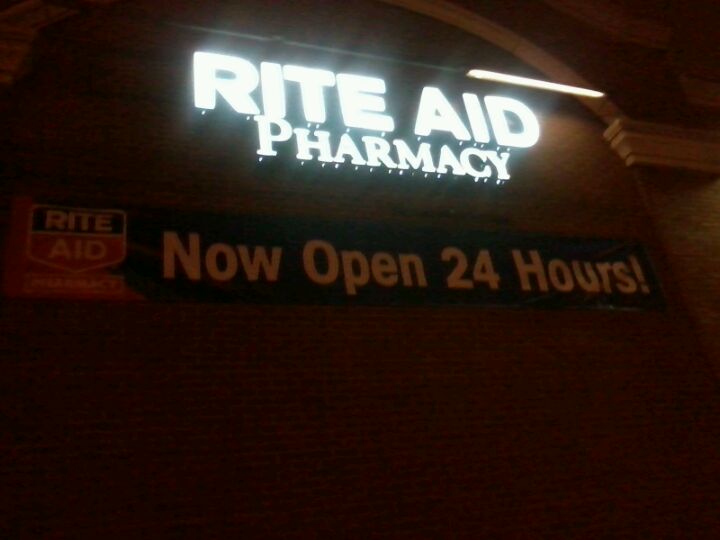 RITE AID
PHARMACY
RITE
AID
PHARMACY
Now Open 24 Hours!